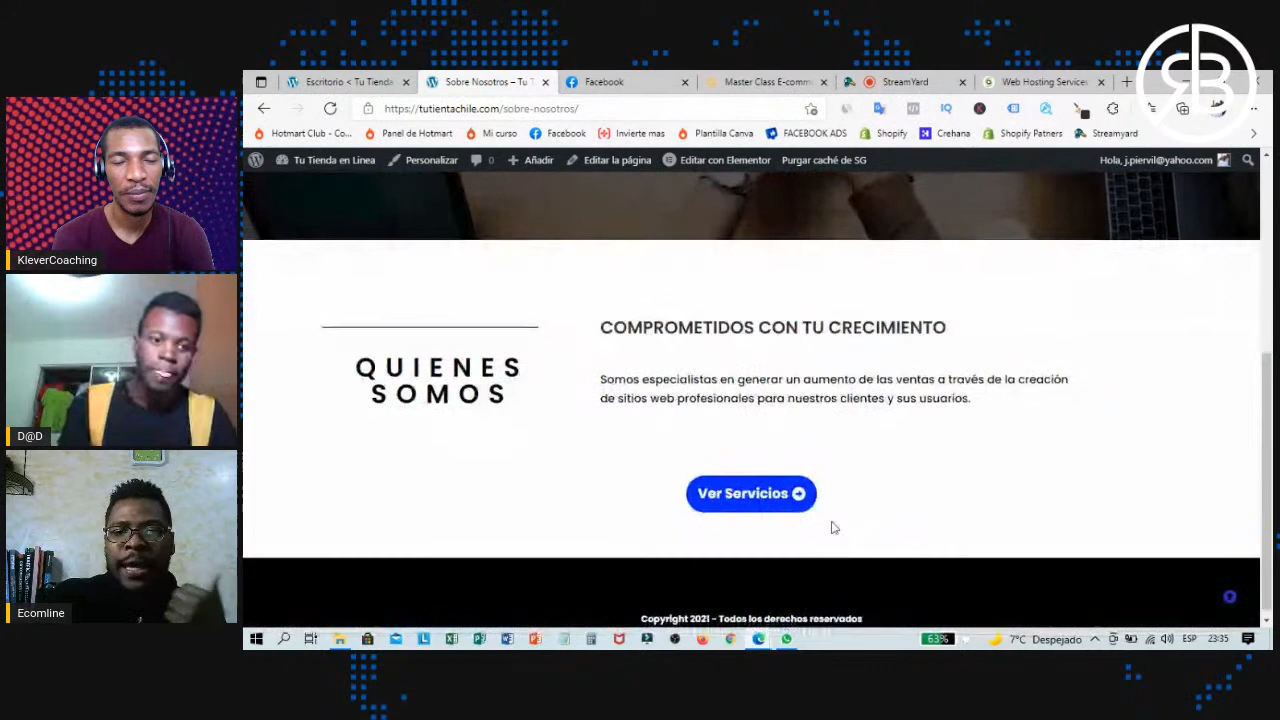 KleverCoaching
D@D
Ecomline
Escritorio < Tu Tienda
Sobre Nosotros – Tu T
Facebook
Master Class E-comm
StreamYard
Web Hosting Services
https://tutientachile.com/sobre-nosotros/
Hotmart Club - Co...
Panel de Hotmart
Mi curso
Facebook
Invierte mas
Plantilla Canva
FACEBOOK ADS
Shopify
Crehana
Shopify Patners
Streamyard
Tu Tienda en Linea
Personalizar
0
Añadir
Editar la página
Editar con Elementor
Purgar caché de SG
Hola, j.piervil@yahoo.com
QUIENES
SOMOS
COMPROMETIDOS CON TU CRECIMIENTO
Somos especialistas en generar un aumento de las ventas a través de la creación
de sitios web profesionales para nuestros clientes y sus usuarios.
Ver Servicios
Copyright 2021 - Todos los derechos reservados
63%
7°C Despejado
ESP
23:35